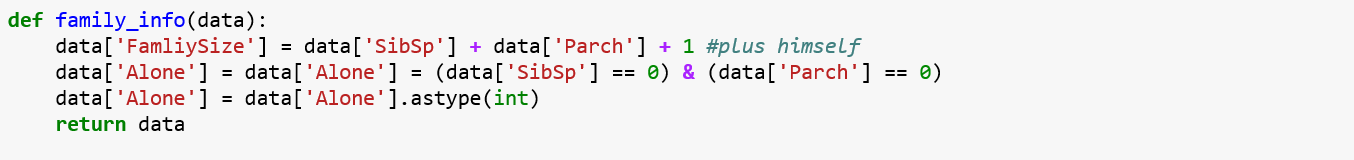 def family_info(data):
    data['FamliySize'] = data['SibSp'] + data['Parch'] + 1 #plus himself
    data['Alone'] = data['Alone'] = (data['SibSp'] == 0) & (data['Parch'] == 0)
    data['Alone'] = data['Alone'].astype(int)
    return data